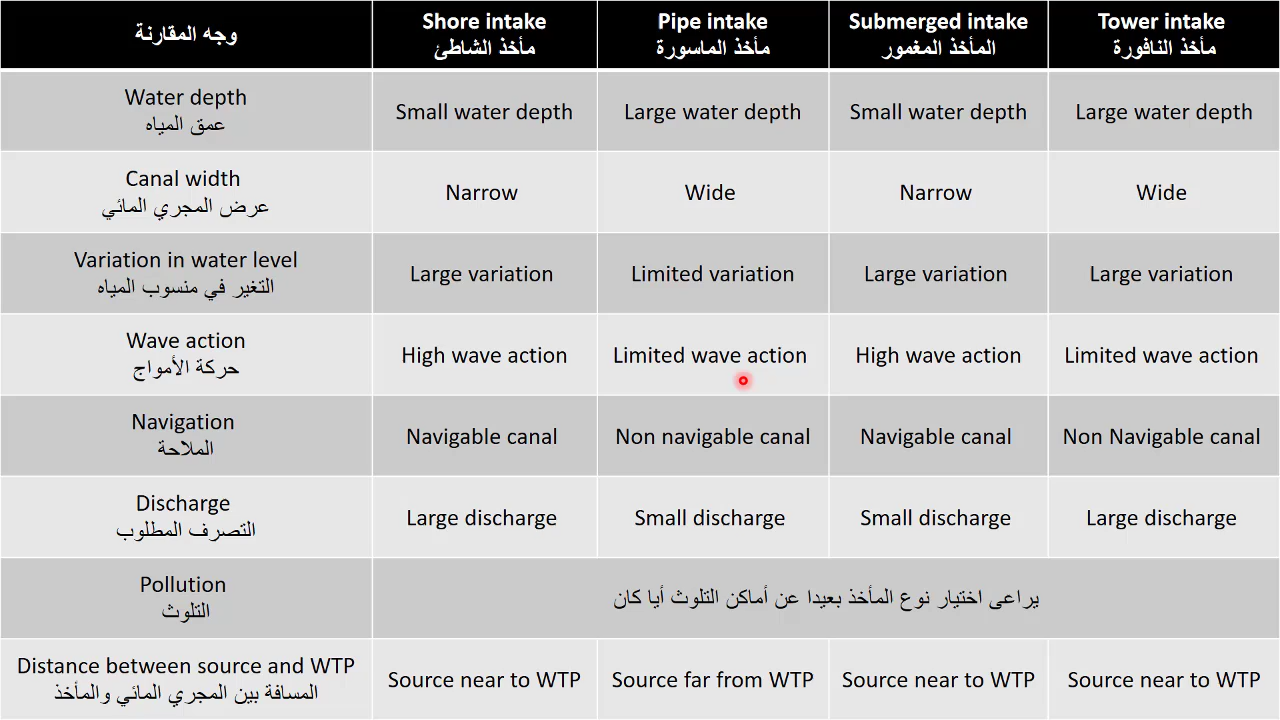 وجه المقارنة
Shore intake
مأخذ الشاطئ
Pipe intake
مأخذ الماسورة
Submerged intake
المأخذ المغمور
Tower intake
مأخذ النافورة
Water depth
عمق المياه
Small water depth
Large water depth
Small water depth
Large water depth
Canal width
عرض المجري المائي
Narrow
Wide
Narrow
Wide
Variation in water level
التغير في منسوب المياه
Large variation
Limited variation
Large variation
Large variation
Wave action
حركة الأمواج
High wave action
Limited wave action
High wave action
Limited wave action
Navigation
الملاحة
Navigable canal
Non navigable canal
Navigable canal
Non Navigable canal
Discharge
التصرف المطلوب
Large discharge
Small discharge
Small discharge
Large discharge
Pollution
التلوث
يراعى اختيار نوع المأخذ بعيدا عن أماكن التلوث أيا كان
Distance between source and WTP
المسافة بين المجري المائي والمأخذ
Source near to WTP
Source far from WTP
Source near to WTP
Source near to WTP